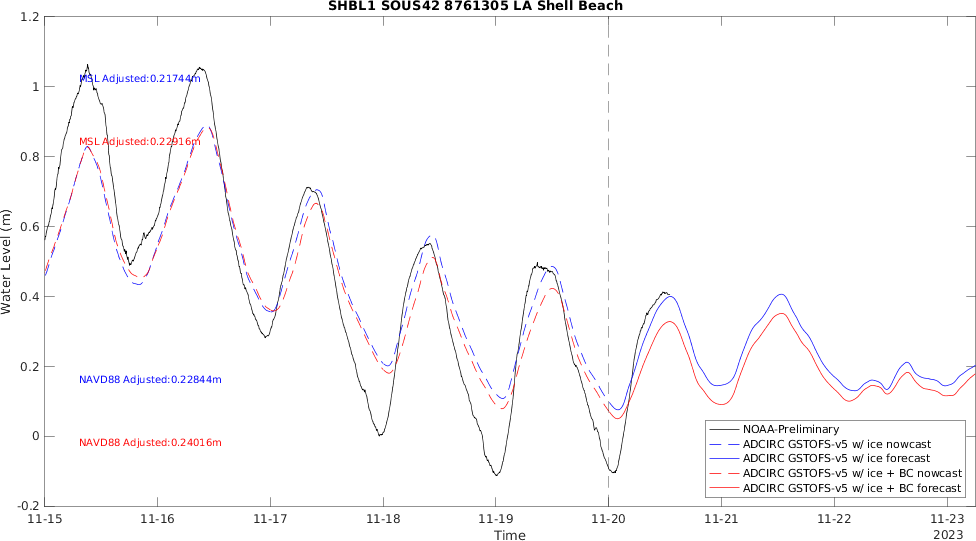 SHBL1 SOUS42 8761305 LA Shell Beach
1.2
1
0.8
0.6
0.4
0.2
0
-0.2
Water Level (m)
MSL Adjusted:0.21744m
MSL Adjusted:0.22916m
NAVD88 Adjusted:0.22844m
NAVD88 Adjusted:0.24016m
NOAA-Preliminary
ADCIRC GSTOFS-v5 w/ ice nowcast
ADCIRC GSTOFS-v5 w/ ice forecast
ADCIRC GSTOFS-v5 w/ ice + BC nowcast
ADCIRC GSTOFS-v5 w/ ice + BC forecast
11-15 11-16 11-17 11-18 11-19 11-20 11-21 11-22 11-23
Time
2023